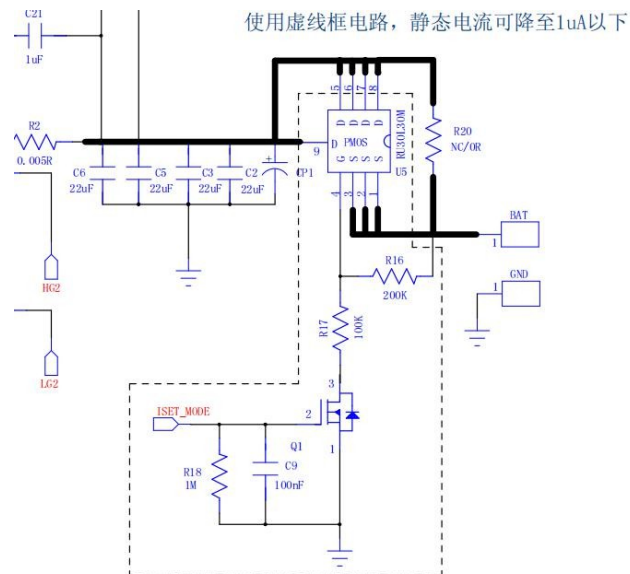 C21
使用虚线框电路，静态电流可降至1uA以下
1uF
5 6 7 8
D D D D
R2
0.005R
9 D PMOS
RU30L30M
G S S S
U5
R20
NC/0R
C6 C5 C3 C2 CP1
22uF 22uF 22uF 22uF
+
4 3 2 1
BAT
1
R16
200K
GND
1
HG2
R17
100K
LG2
3
ISET_MODE
2
Q1
1
R18
1M
C9
100nF